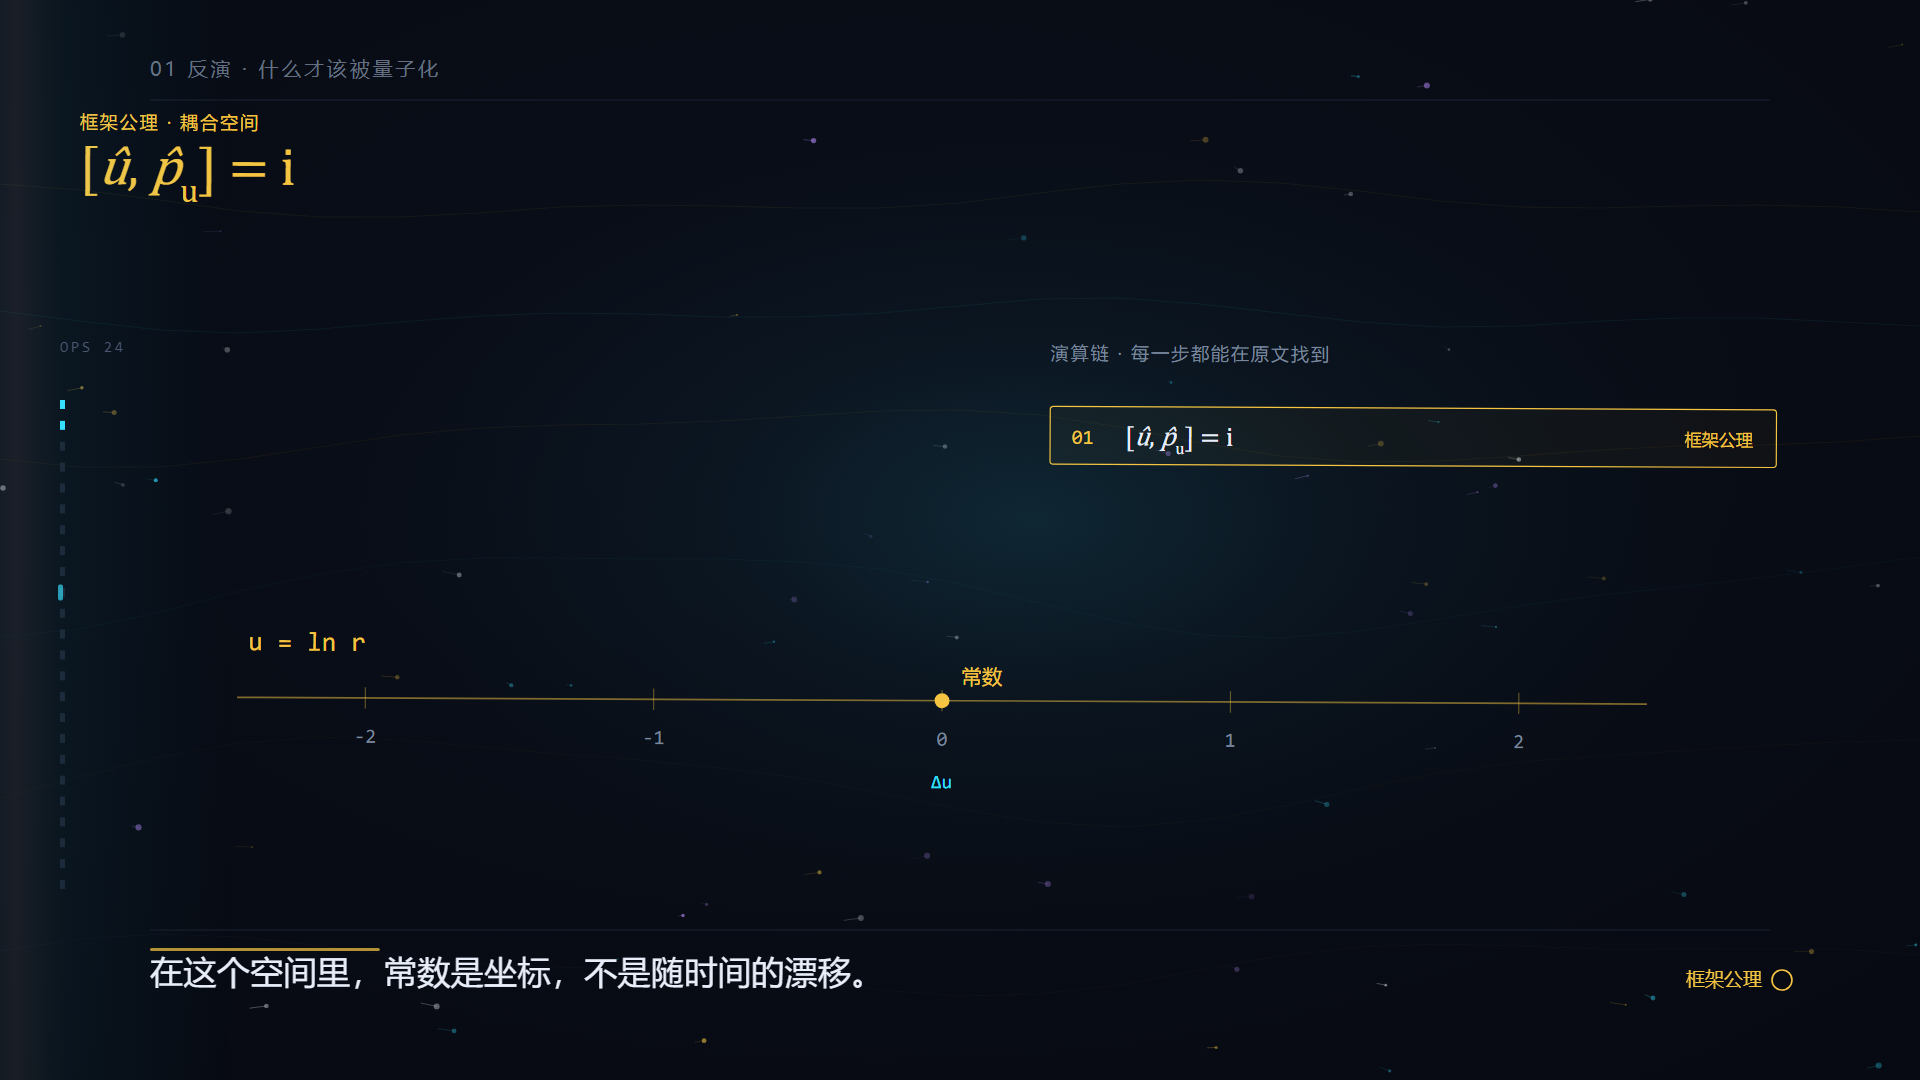 01 反演 · 什么才该被量子化
框架公理 · 耦合空间
[û, p̂u] = i
OPS 24
演算链 · 每一步都能在原文找到
01 [û, p̂u] = i 框架公理
u = ln r
常数
-2 -1 0 1 2
Δu
在这个空间里，常数是坐标，不是随时间的漂移。
框架公理